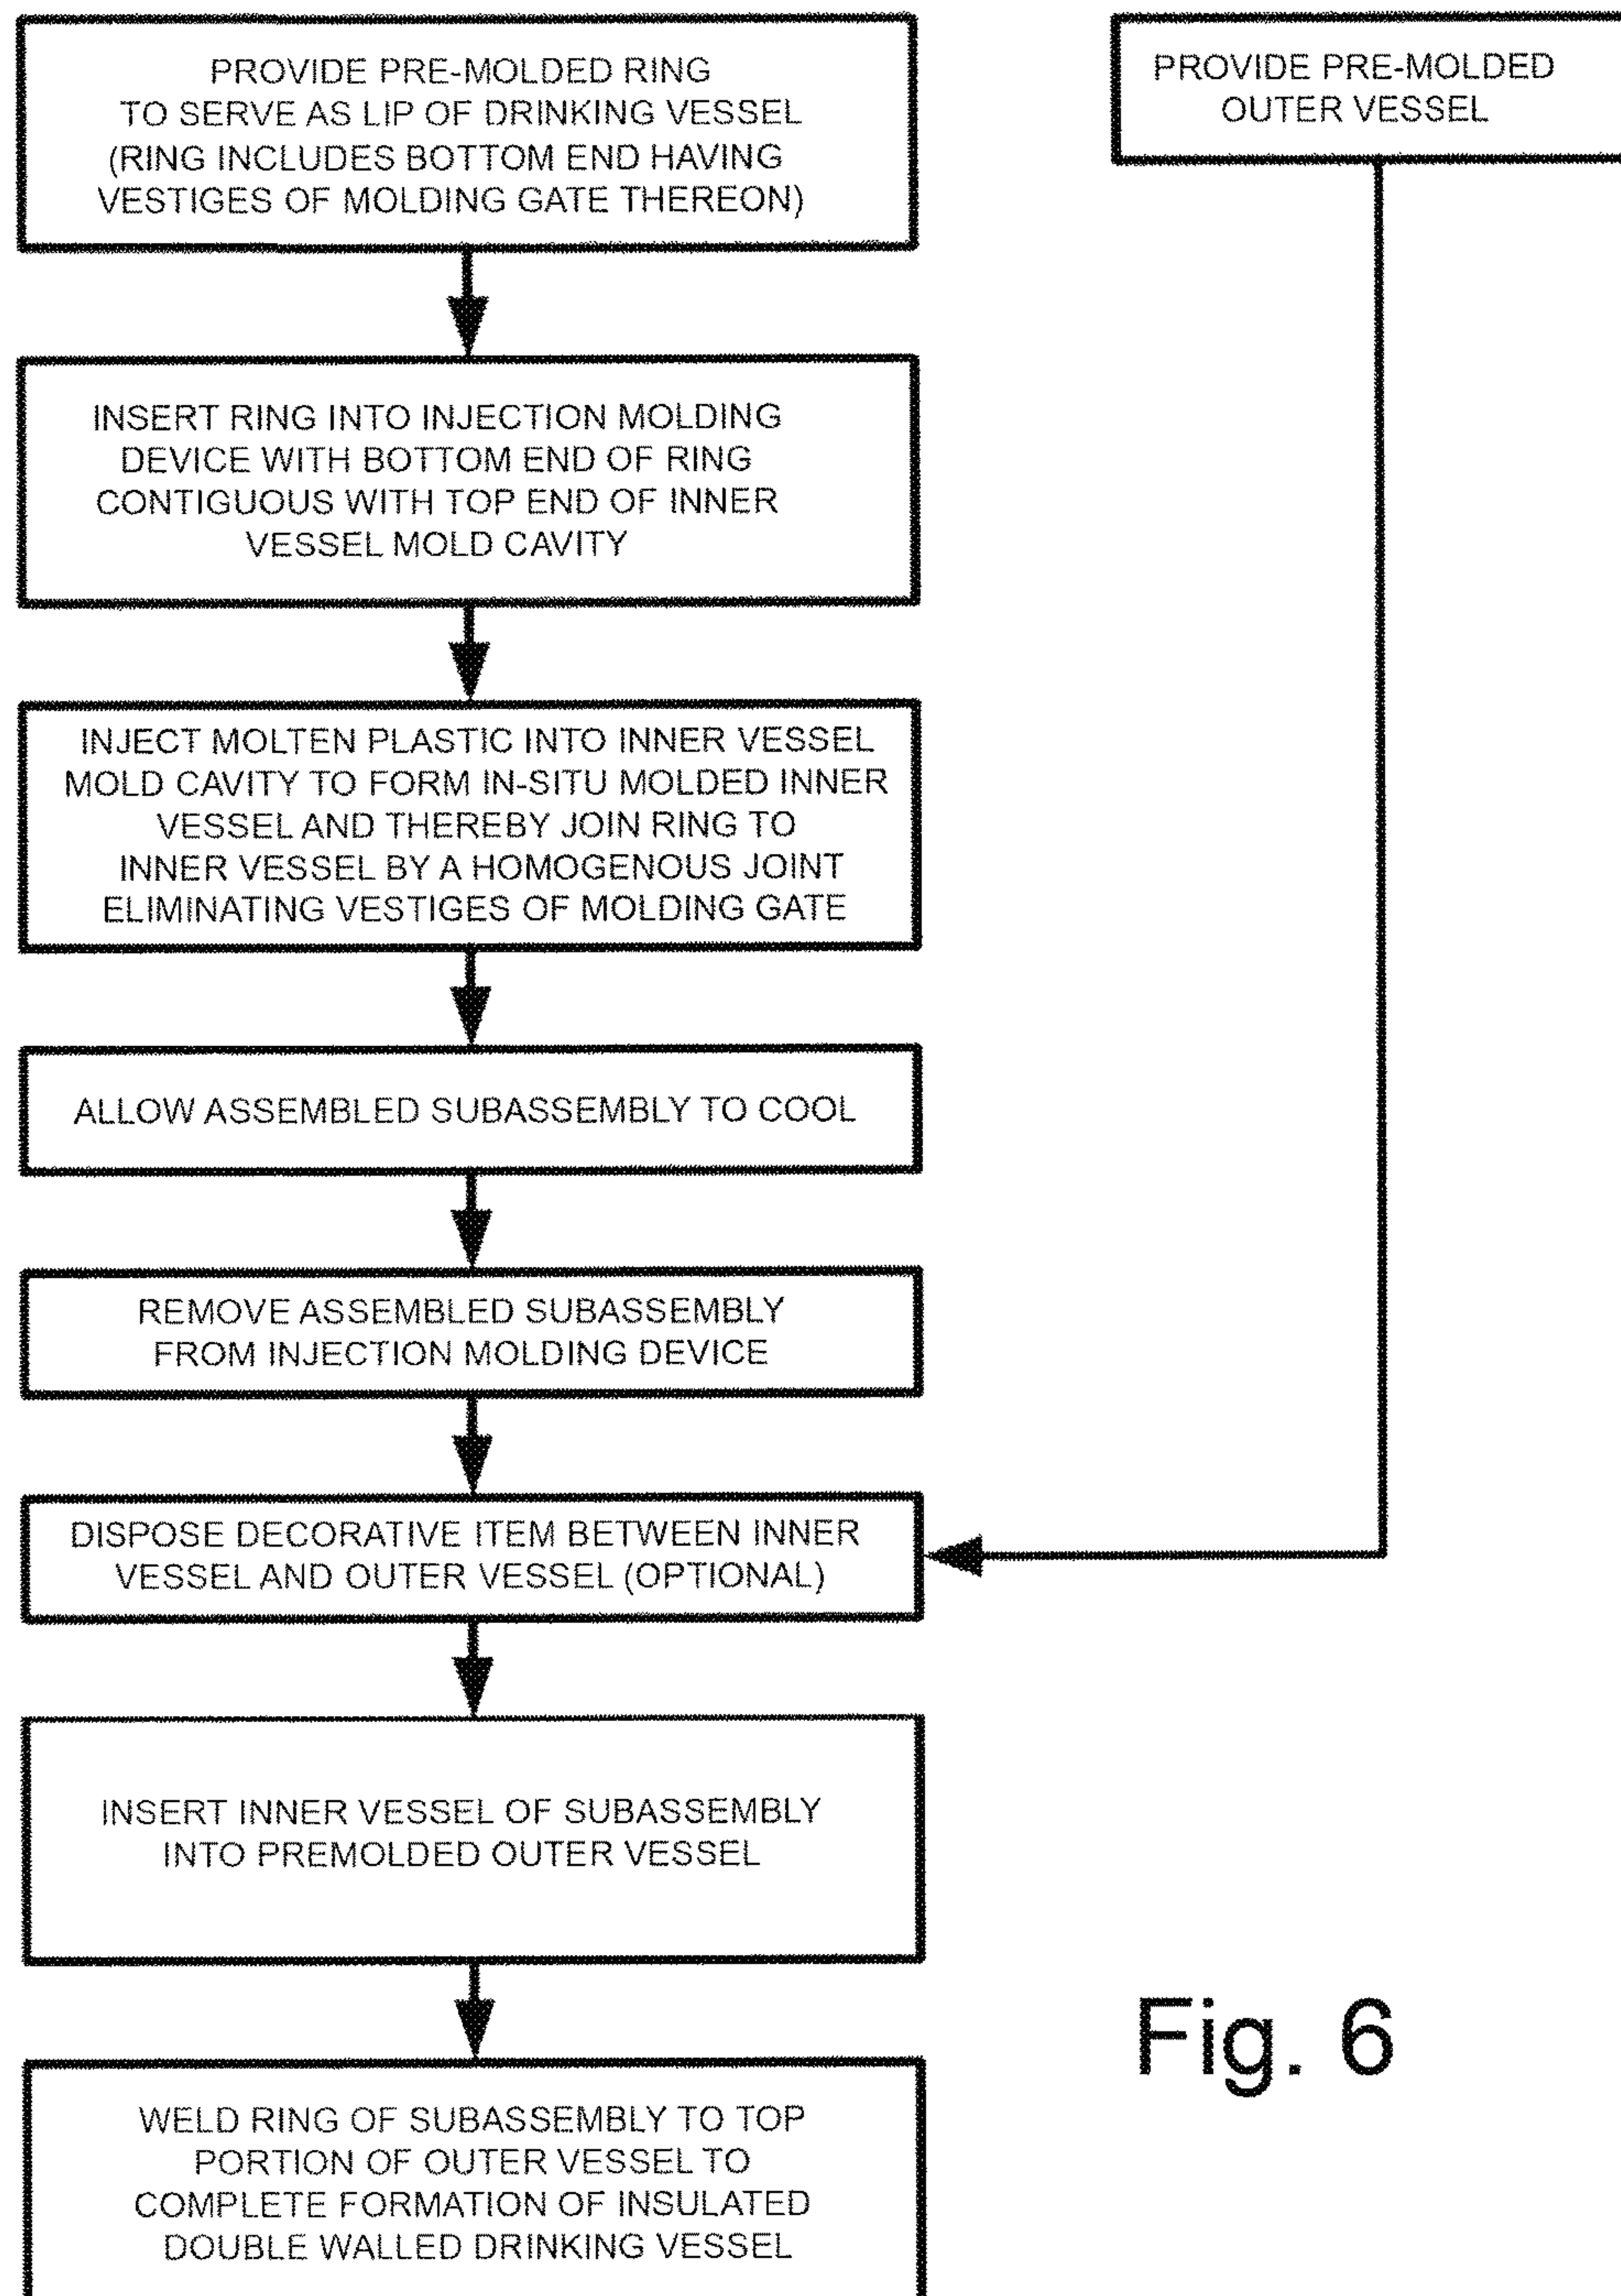 PROVIDE PRE-MOLDED RING
TO SERVE AS LIP OF DRINKING VESSEL
(RING INCLUDES BOTTOM END HAVING
VESTIGES OF MOLDING GATE THEREON)
PROVIDE PRE-MOLDED
OUTER VESSEL
INSERT RING INTO INJECTION MOLDING
DEVICE WITH BOTTOM END OF RING
CONTIGUOUS WITH TOP END OF INNER
VESSEL MOLD CAVITY
INJECT MOLTEN PLASTIC INTO INNER VESSEL
MOLD CAVITY TO FORM IN-SITU MOLDED INNER
VESSEL AND THEREBY JOIN RING TO
INNER VESSEL BY A HOMOGENOUS JOINT
ELIMINATING VESTIGES OF MOLDING GATE
ALLOW ASSEMBLED SUBASSEMBLY TO COOL
REMOVE ASSEMBLED SUBASSEMBLY
FROM INJECTION MOLDING DEVICE
DISPOSE DECORATIVE ITEM BETWEEN INNER
VESSEL AND OUTER VESSEL (OPTIONAL)
INSERT INNER VESSEL OF SUBASSEMBLY
INTO PREMOLDED OUTER VESSEL
WELD RING OF SUBASSEMBLY TO TOP
PORTION OF OUTER VESSEL TO
COMPLETE FORMATION OF INSULATED
DOUBLE WALLED DRINKING VESSEL
Fig. 6